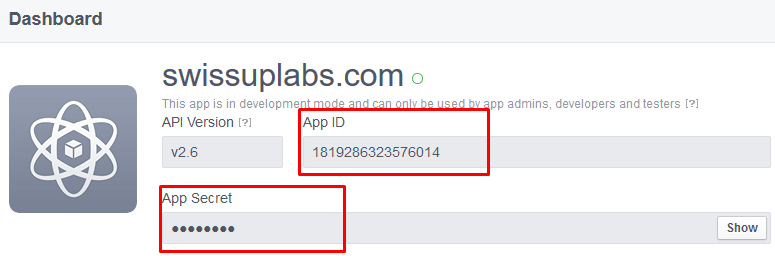 Dashboard
swissuplabs.com
This app is in development mode and can only be used by app admins, developers and testers [?]
API Version [?] App ID
v2.6 1819286323576014
App Secret
●●●●●●●● Show